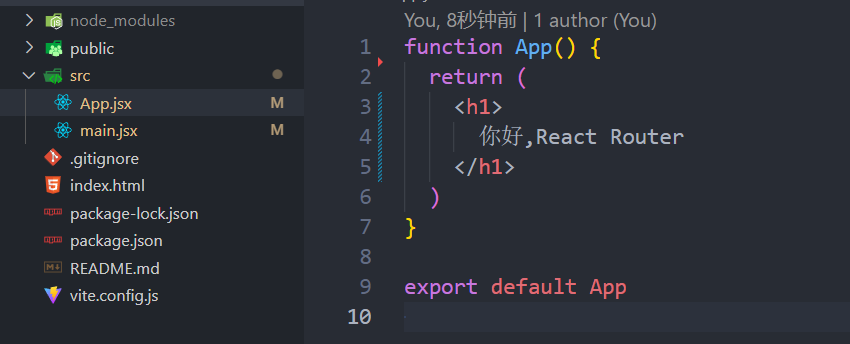 node_modules
public
src
App.jsx M
main.jsx M
.gitignore
index.html
package-lock.json
package.json
README.md
vite.config.js
You, 8秒钟前 | 1 author (You)
1 function App() {
2 return (
3 <h1>
4 你好,React Router
5 </h1>
6 )
7 }
8
9 export default App
10